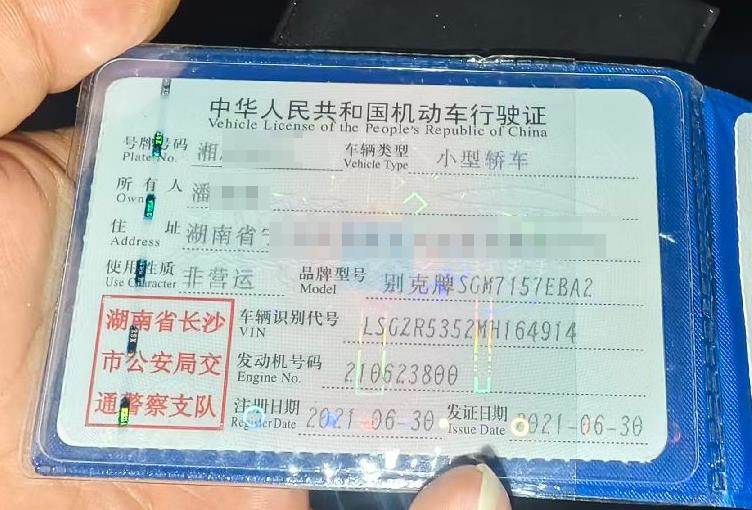 中华人民共和国机动车行驶证
Vehicle License of the People's Republic of China
号牌号码 湘 车辆类型 小型轿车
Plate No. Vehicle Type
所有人 潘
Owner
住址 湖南省
Address
使用性质 非营运 品牌型号 别克牌SGM7157EBA2
Use Character Model
湖南省长沙
市公安局交
通警察支队
车辆识别代号 LSGZR5352MH164914
VIN
发动机号码 210623800
Engine No.
注册日期 2021-06-30 发证日期 2021-06-30
Register Date Issue Date